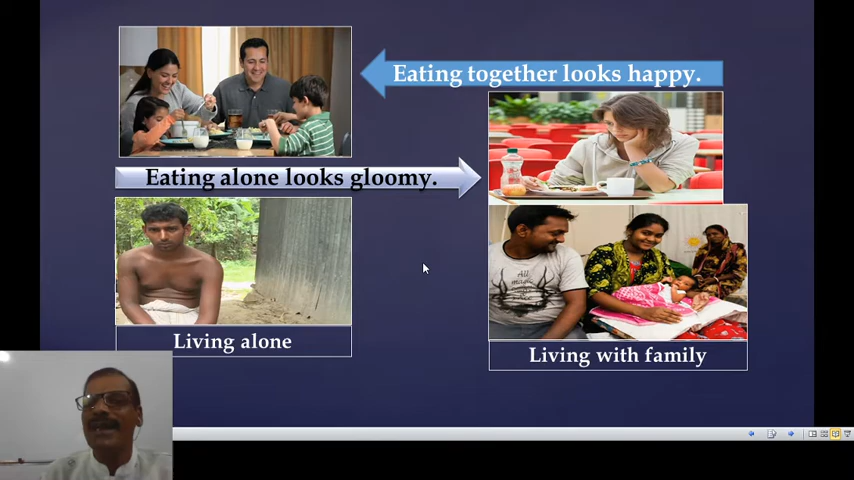 Eating together looks happy.
Eating alone looks gloomy.
Living alone
Living with family